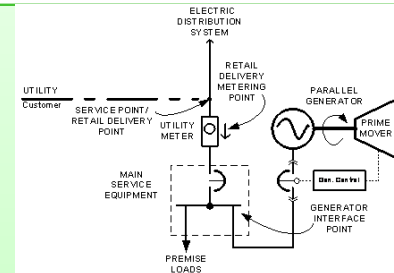 ELECTRIC
DISTRIBUTION
SYSTEM
RETAIL
DELIVERY
METERING
POINT
UTILITY
Customer
SERVICE POINT/
RETAIL DELIVERY
POINT
UTILITY
METER
PARALLEL
GENERATOR
PRIME
MOVER
MAIN
SERVICE
EQUIPMENT
Gen. Control
GENERATOR
INTERFACE
POINT
PREMISE
LOADS